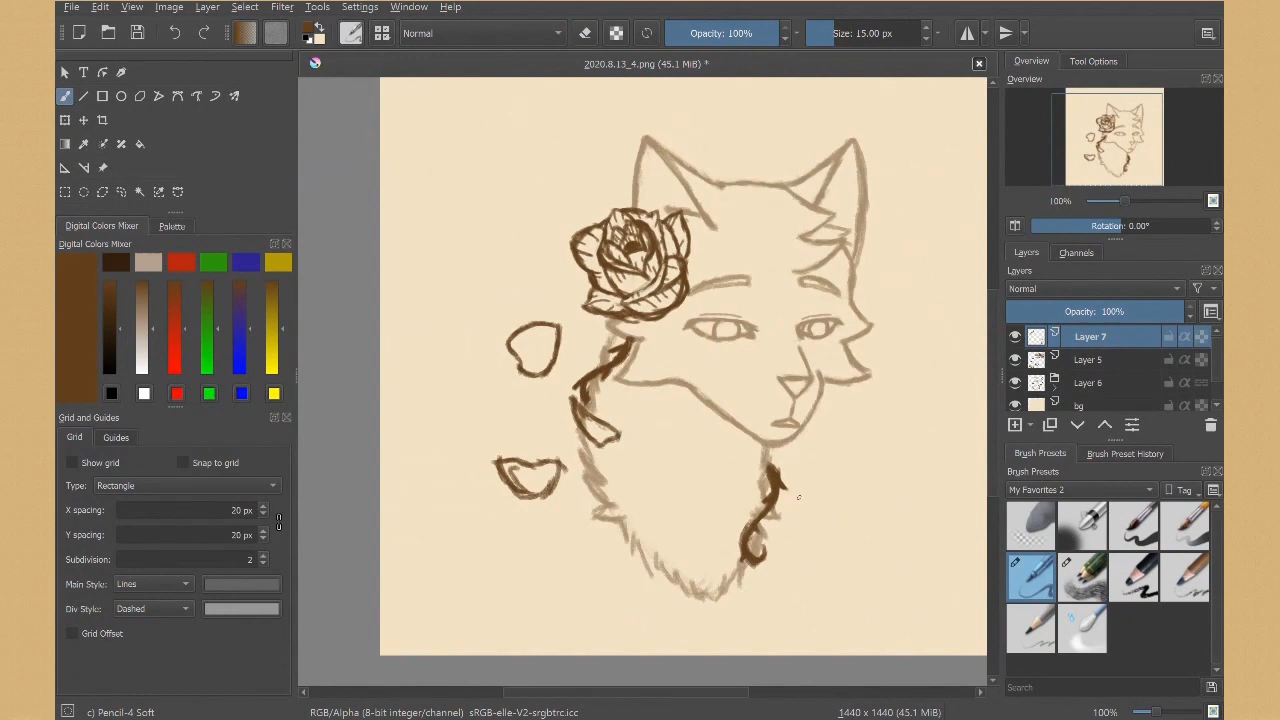 File Edit View Image Layer Select Filter Tools Settings Window Help
Normal Opacity: 100% Size: 15.00 px
2020.8.13_4.png (45.1 MiB) *
Overview Tool Options
Overview
100%
Rotation: 0.00°
Digital Colors Mixer Palette
Digital Colors Mixer
Layers Channels
Layers
Normal
Opacity: 100%
Layer 7
Layer 5
Layer 6
bg
Grid and Guides
Grid Guides
Show grid Snap to grid
Type: Rectangle
X spacing: 20 px
Y spacing: 20 px
Subdivision: 2
Main Style: Lines
Div Style: Dashed
Grid Offset
Brush Presets Brush Preset History
Brush Presets
My Favorites 2 Tag
Search
c) Pencil-4 Soft RGB/Alpha (8-bit integer/channel) sRGB-elle-V2-srgbtrc.icc 1440 x 1440 (45.1 MiB) 100%